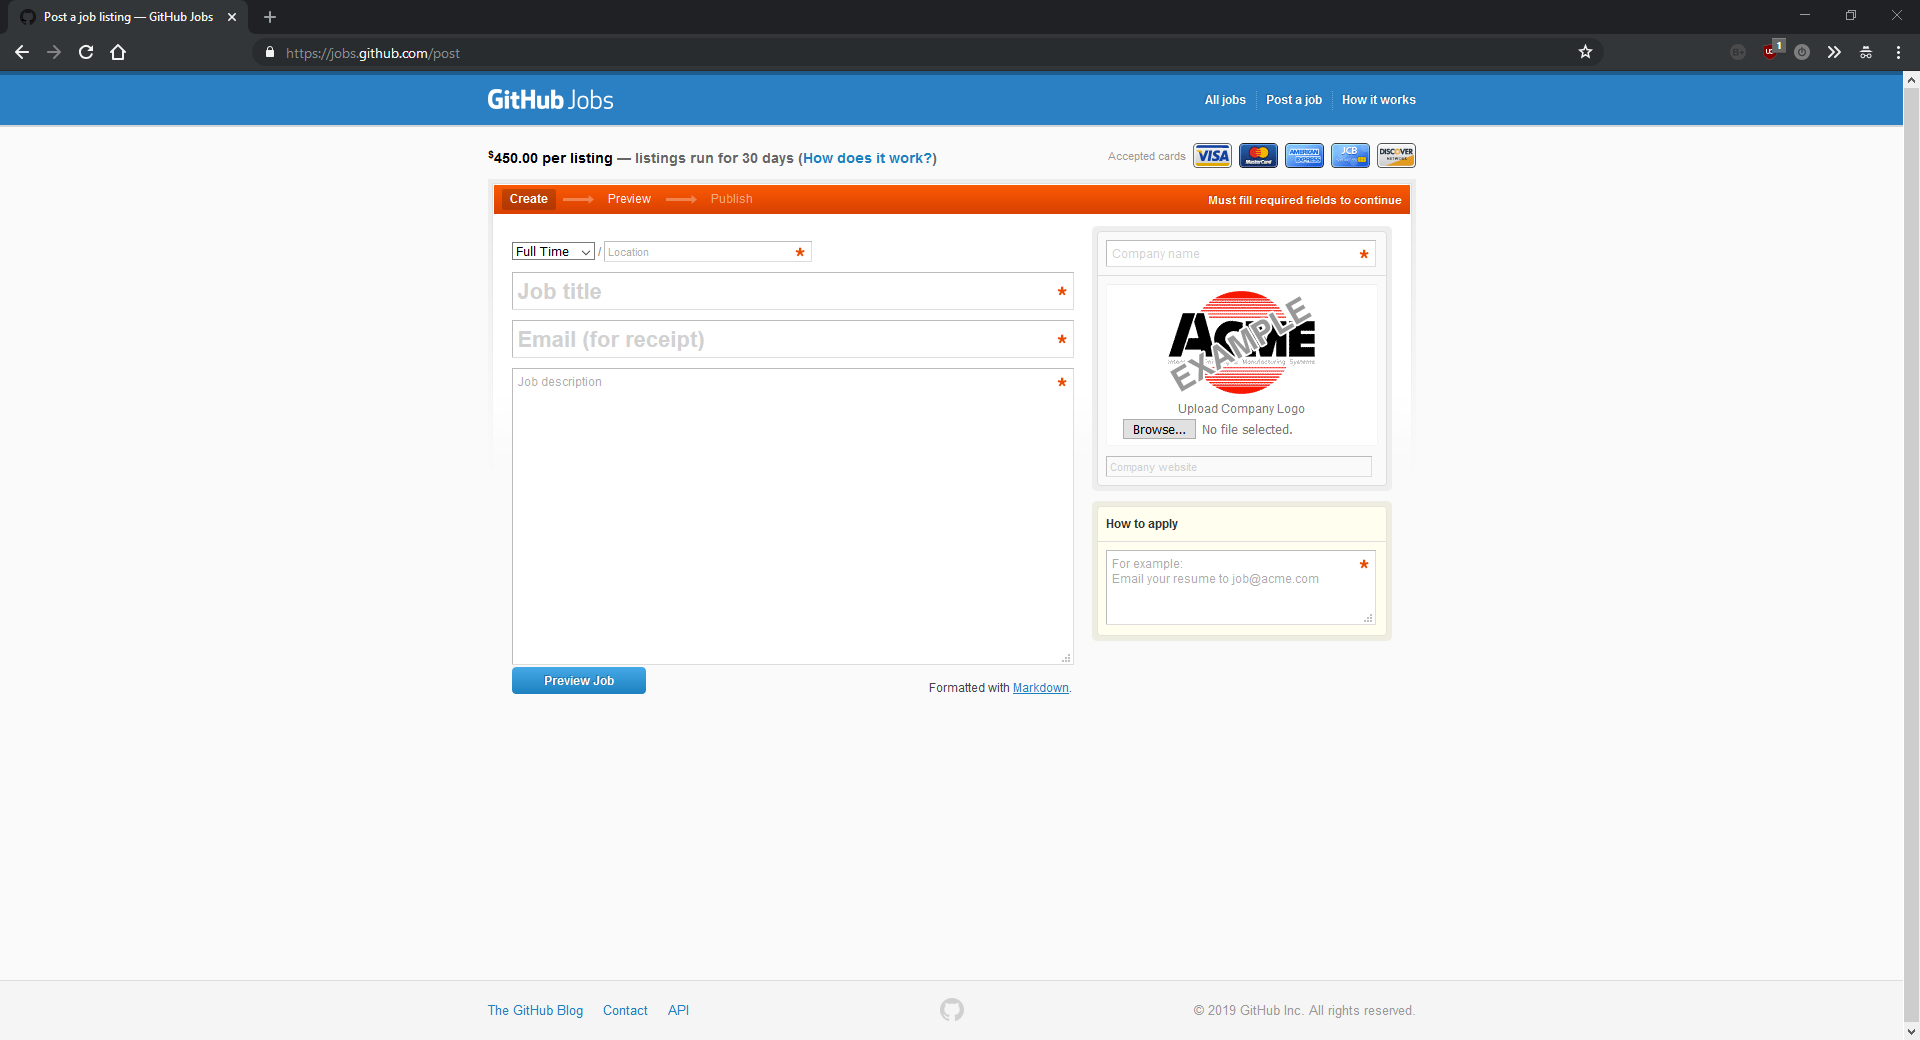 Post a job listing — GitHub Jobs
https://jobs.github.com/post
1
GitHub Jobs
All jobs
Post a job
How it works
$450.00 per listing — listings run for 30 days (How does it work?)
Accepted cards
VISA
MasterCard
AMERICAN EXPRESS
JCB
DISCOVER
NETWORK
Create
Preview
Publish
Must fill required fields to continue
Full Time / Location *
Company name *
Job title *
ACME
Manufacturing Systems
EXAMPLE
Email (for receipt) *
Job description *
Upload Company Logo
Browse... No file selected.
Company website
How to apply
For example: *
Email your resume to job@acme.com
Preview Job
Formatted with Markdown.
The GitHub Blog
Contact
API
© 2019 GitHub Inc. All rights reserved.